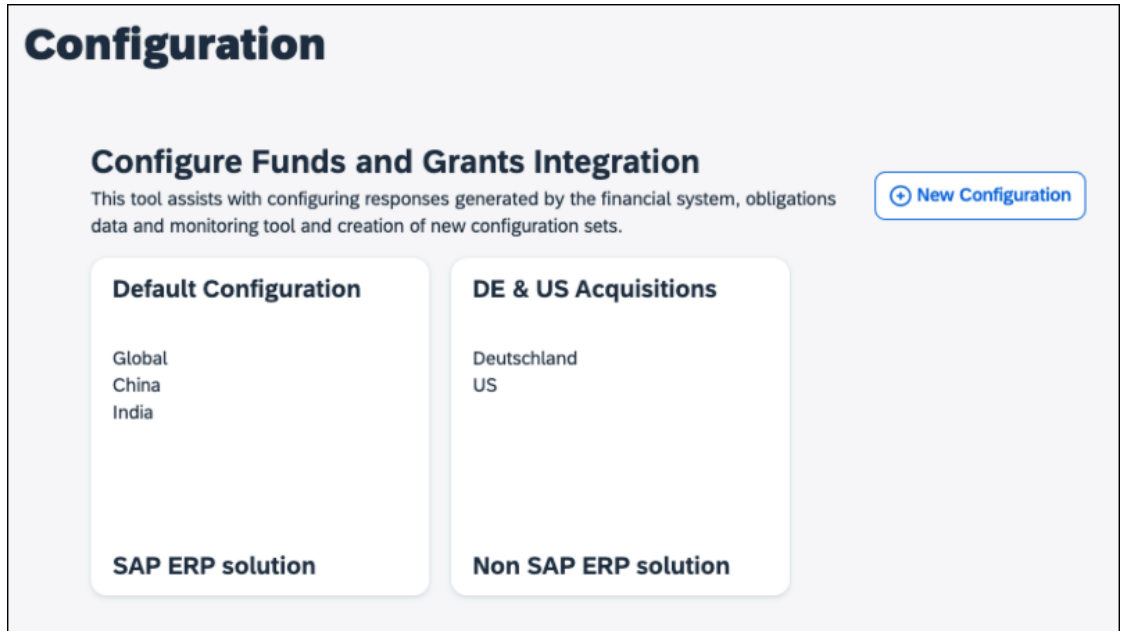 Configuration
Configure Funds and Grants Integration
This tool assists with configuring responses generated by the financial system, obligations
data and monitoring tool and creation of new configuration sets.
New Configuration
Default Configuration
Global
China
India
SAP ERP solution
DE & US Acquisitions
Deutschland
US
Non SAP ERP solution